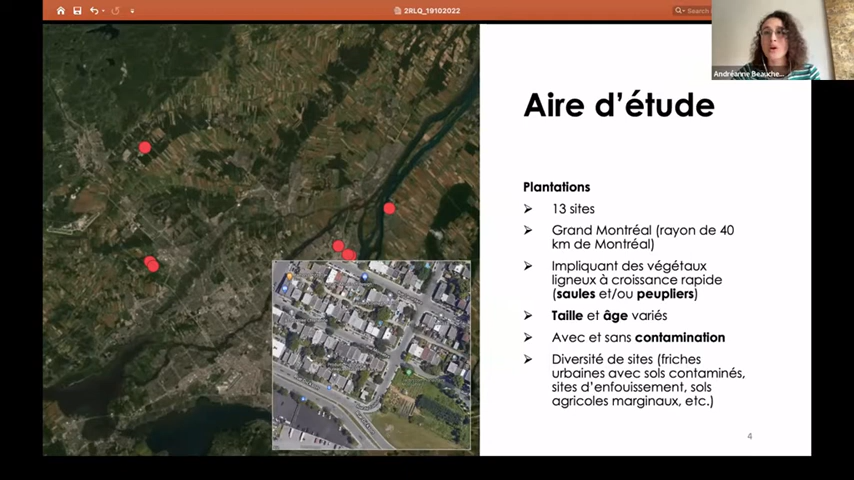 2RLQ_19102022
Search
Andréanne Beauche...
Aire d'étude
Plantations
13 sites
Grand Montréal (rayon de 40
km de Montréal)
Impliquant des végétaux
ligneux à croissance rapide
(saules et/ou peupliers)
Taille et âge variés
Avec et sans contamination
Diversité de sites (friches
urbaines avec sols contaminés,
sites d'enfouissement, sols
agricoles marginaux, etc.)
4